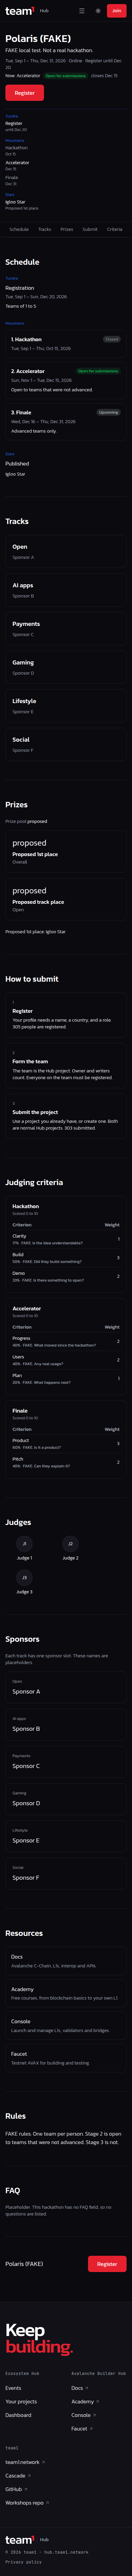 team1 Hub
Join
Polaris (FAKE)
FAKE local test. Not a real hackathon.
Tue, Sep 1 – Thu, Dec 31, 2026 · Online · Register until Dec
20
Now: Accelerator Open for submissions closes Dec 15
Register
Tundra
Register
until Dec 20
Mountains
Hackathon
Oct 15
Accelerator
Dec 15
Finale
Dec 31
Stars
Igloo Star
Proposed 1st place
Schedule Tracks Prizes Submit Criteria
Schedule
Tundra
Registration
Tue, Sep 1 – Sun, Dec 20, 2026
Teams of 1 to 5
Mountains
1. Hackathon
Closed
Tue, Sep 1 – Thu, Oct 15, 2026
2. Accelerator
Open for submissions
Sun, Nov 1 – Tue, Dec 15, 2026
Open to teams that were not advanced.
3. Finale
Upcoming
Wed, Dec 16 – Thu, Dec 31, 2026
Advanced teams only.
Stars
Published
Igloo Star
Tracks
Open
Sponsor A
AI apps
Sponsor B
Payments
Sponsor C
Gaming
Sponsor D
Lifestyle
Sponsor E
Social
Sponsor F
Prizes
Prize pool proposed
proposed
Proposed 1st place
Overall
proposed
Proposed track place
Open
Proposed 1st place: Igloo Star
How to submit
1
Register
Your profile needs a name, a country, and a role.
305 people are registered.
2
Form the team
The team is the Hub project. Owner and writers
count. Everyone on the team must be registered.
3
Submit the project
Use a project you already have, or create one. Both
are normal Hub projects. 303 submitted.
Judging criteria
Hackathon
Scored 0 to 10
Criterion Weight
Clarity
17% · FAKE: Is the idea understandable?
1
Build
50% · FAKE: Did they build something?
3
Demo
33% · FAKE: Is there something to open?
2
Accelerator
Scored 0 to 10
Criterion Weight
Progress
40% · FAKE: What moved since the hackathon?
2
Users
40% · FAKE: Any real usage?
2
Plan
20% · FAKE: What happens next?
1
Finale
Scored 0 to 10
Criterion Weight
Product
60% · FAKE: Is it a product?
3
Pitch
40% · FAKE: Can they explain it?
2
Judges
J1
Judge 1
J2
Judge 2
J3
Judge 3
Sponsors
Each track has one sponsor slot. These names are
placeholders.
Open
Sponsor A
AI apps
Sponsor B
Payments
Sponsor C
Gaming
Sponsor D
Lifestyle
Sponsor E
Social
Sponsor F
Resources
Docs
Avalanche C-Chain, L1s, interop and APIs.
Academy
Free courses, from blockchain basics to your own L1.
Console
Launch and manage L1s, validators and bridges.
Faucet
Testnet AVAX for building and testing.
Rules
FAKE rules. One team per person. Stage 2 is open
to teams that were not advanced. Stage 3 is not.
FAQ
Placeholder. This hackathon has no FAQ field, so no
questions are listed.
Polaris (FAKE)
Register
Keep
building.
Ecosystem Hub
Events
Your projects
Dashboard
Avalanche Builder Hub
Docs ↗
Academy ↗
Console ↗
Faucet ↗
team1
team1.network ↗
Cascade ↗
GitHub ↗
Workshops repo ↗
team1 Hub
© 2026 team1 · hub.team1.network
Privacy policy